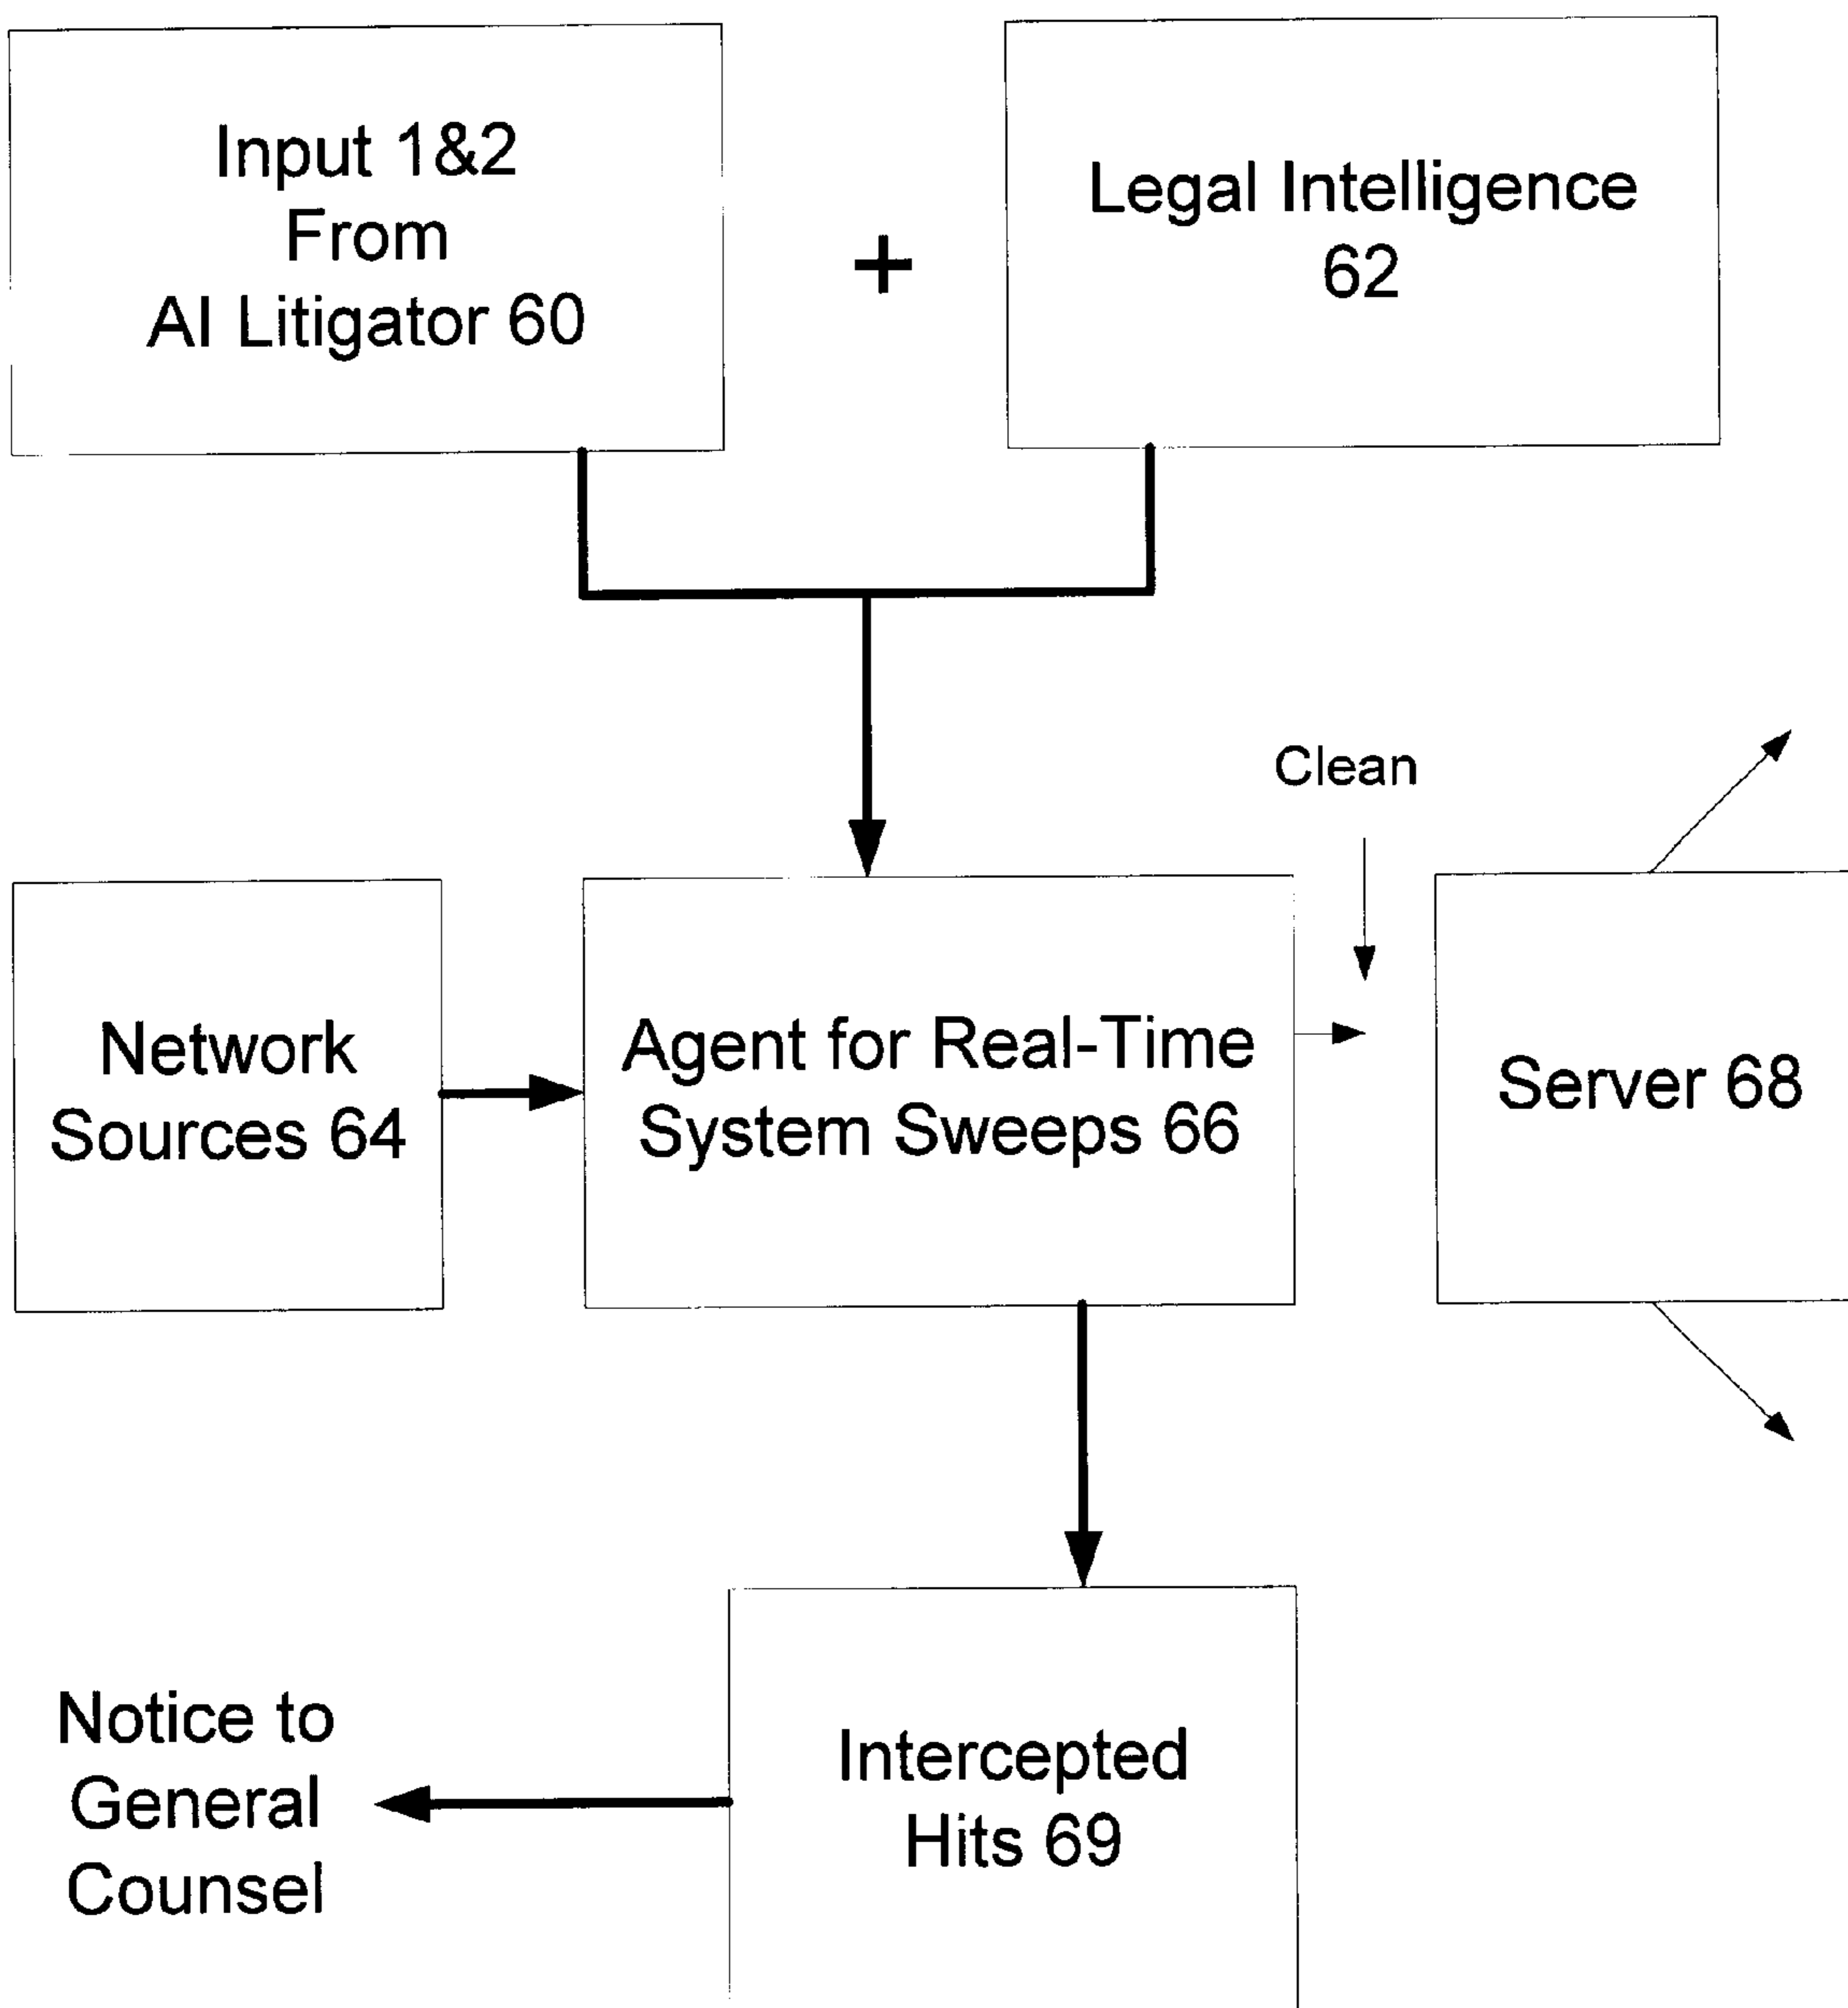 Input 1&2
From
AI Litigator 60
+
Legal Intelligence
62
Clean
Network
Sources 64
Agent for Real-Time
System Sweeps 66
Server 68
Notice to
General
Counsel
Intercepted
Hits 69